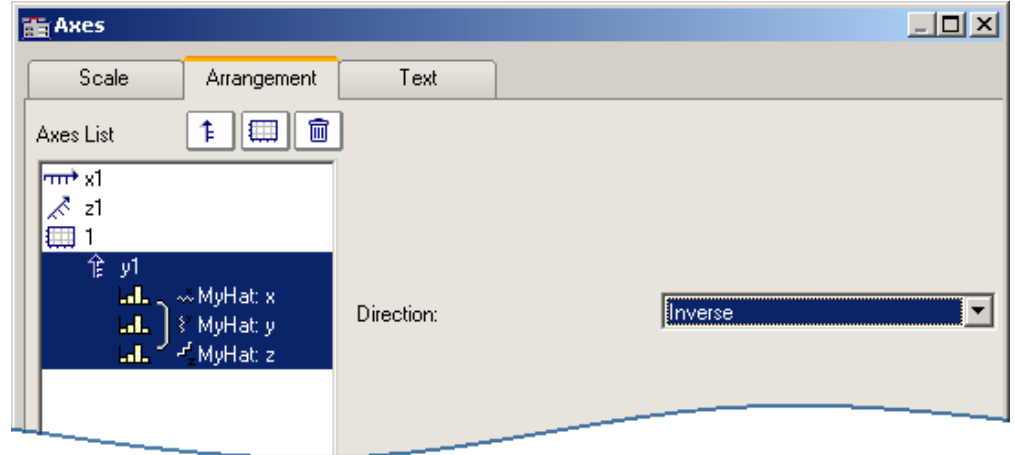 Axes
Scale
Arrangement
Text
Axes List
x1
z1
1
y1
MyHat: x
MyHat: y
MyHat: z
Direction:
Inverse